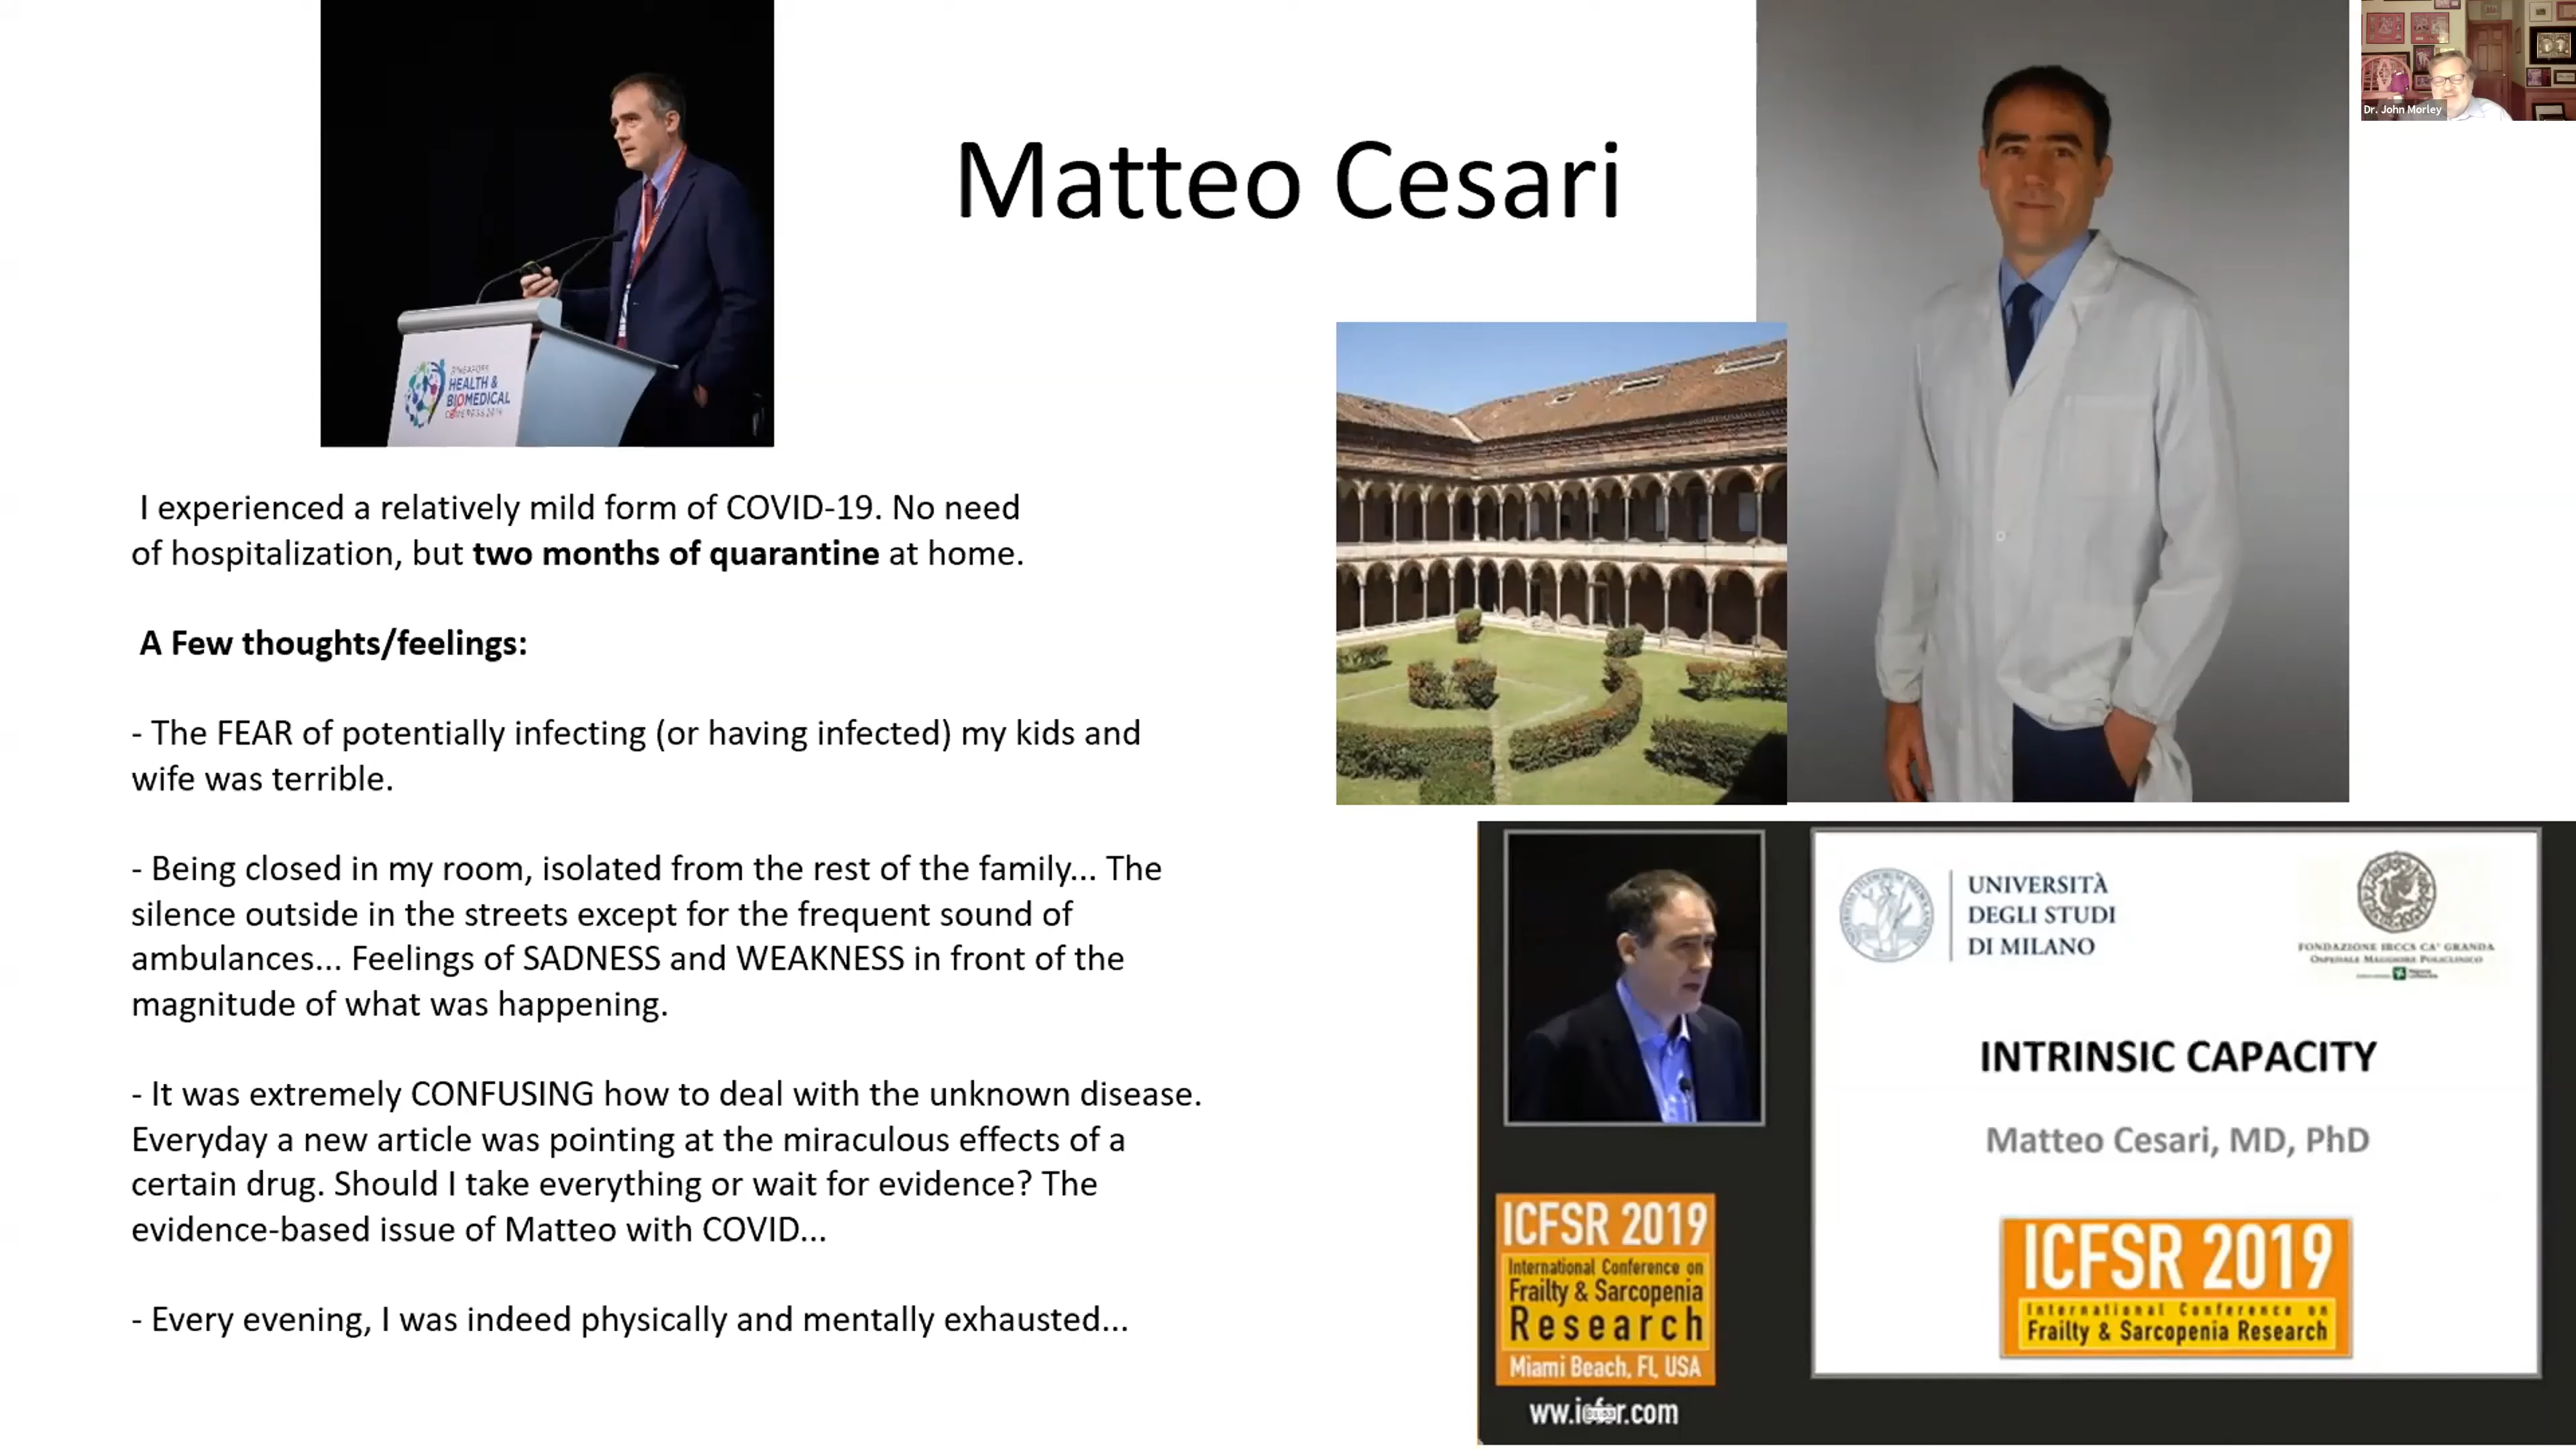 Dr. John Morley
Matteo Cesari
SINGAPORE
HEALTH &
BIOMEDICAL
CONGRESS 2019
I experienced a relatively mild form of COVID-19. No need
of hospitalization, but two months of quarantine at home.
A Few thoughts/feelings:
- The FEAR of potentially infecting (or having infected) my kids and
wife was terrible.
- Being closed in my room, isolated from the rest of the family... The
silence outside in the streets except for the frequent sound of
ambulances... Feelings of SADNESS and WEAKNESS in front of the
magnitude of what was happening.
- It was extremely CONFUSING how to deal with the unknown disease.
Everyday a new article was pointing at the miraculous effects of a
certain drug. Should I take everything or wait for evidence? The
evidence-based issue of Matteo with COVID...
- Every evening, I was indeed physically and mentally exhausted...
UNIVERSITÀ
DEGLI STUDI
DI MILANO
FONDAZIONE IRCCS CA' GRANDA
OSPEDALE MAGGIORE POLICLINICO
INTRINSIC CAPACITY
Matteo Cesari, MD, PhD
ICFSR 2019
International Conference on
Frailty & Sarcopenia Research
ICFSR 2019
International Conference on
Frailty & Sarcopenia
Research
Miami Beach, FL, USA